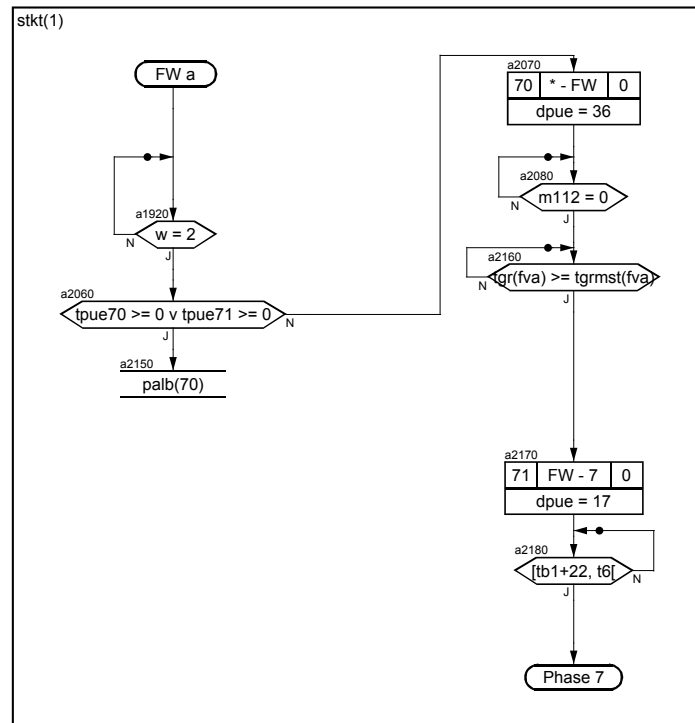 stkt(1)
FW a
a1920
w = 2
N
J
a2060
tpue70 >= 0 v tpue71 >= 0
N
J
a2150
palb(70)
a2070
70 * - FW 0
dpue = 36
a2080
m112 = 0
N
J
a2160
tgr(fva) >= tgrmst(fva)
N
J
a2170
71 FW - 7 0
dpue = 17
a2180
[tb1+22, t6[
N
J
Phase 7